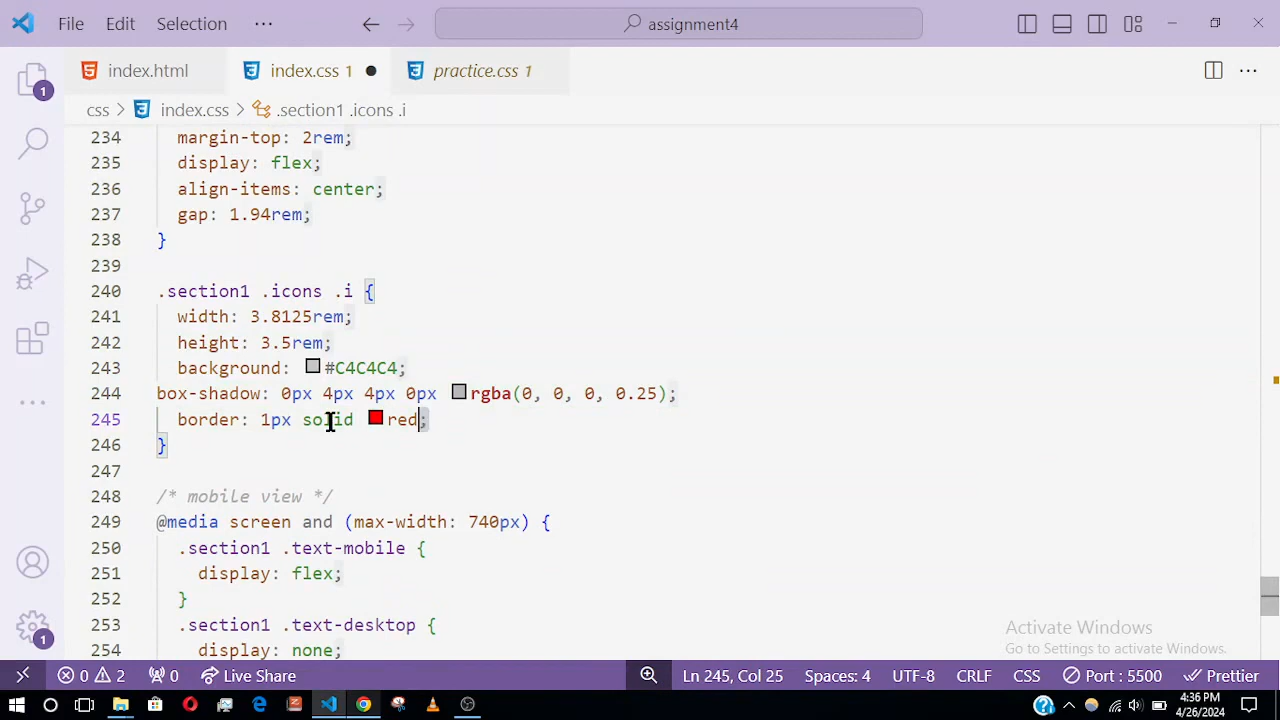 File Edit Selection ··· assignment4
index.html index.css 1 practice.css 1 ···
css > index.css > .section1 .icons .i
234 margin-top: 2rem;
235 display: flex;
236 align-items: center;
237 gap: 1.94rem;
238 }
239
240 .section1 .icons .i {
241 width: 3.8125rem;
242 height: 3.5rem;
243 background: #C4C4C4;
244 box-shadow: 0px 4px 4px 0px rgba(0, 0, 0, 0.25);
245 border: 1px solid red;
246 }
247
248 /* mobile view */
249 @media screen and (max-width: 740px) {
250 .section1 .text-mobile {
251 display: flex;
252 }
253 .section1 .text-desktop {
254 display: none;
1
1
Activate Windows
Go to Settings to activate Windows.
0 2 0 Live Share Ln 245, Col 25 Spaces: 4 UTF-8 CRLF CSS Port : 5500 Prettier
4:36 PM
4/26/2024